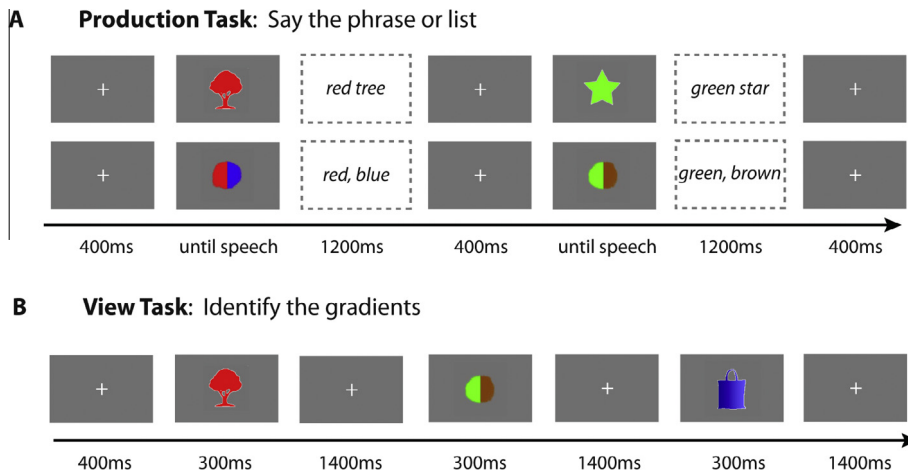 A Production Task: Say the phrase or list
red tree green star
red, blue green, brown
400ms until speech 1200ms 400ms until speech 1200ms 400ms
B View Task: Identify the gradients
400ms 300ms 1400ms 300ms 1400ms 300ms 1400ms